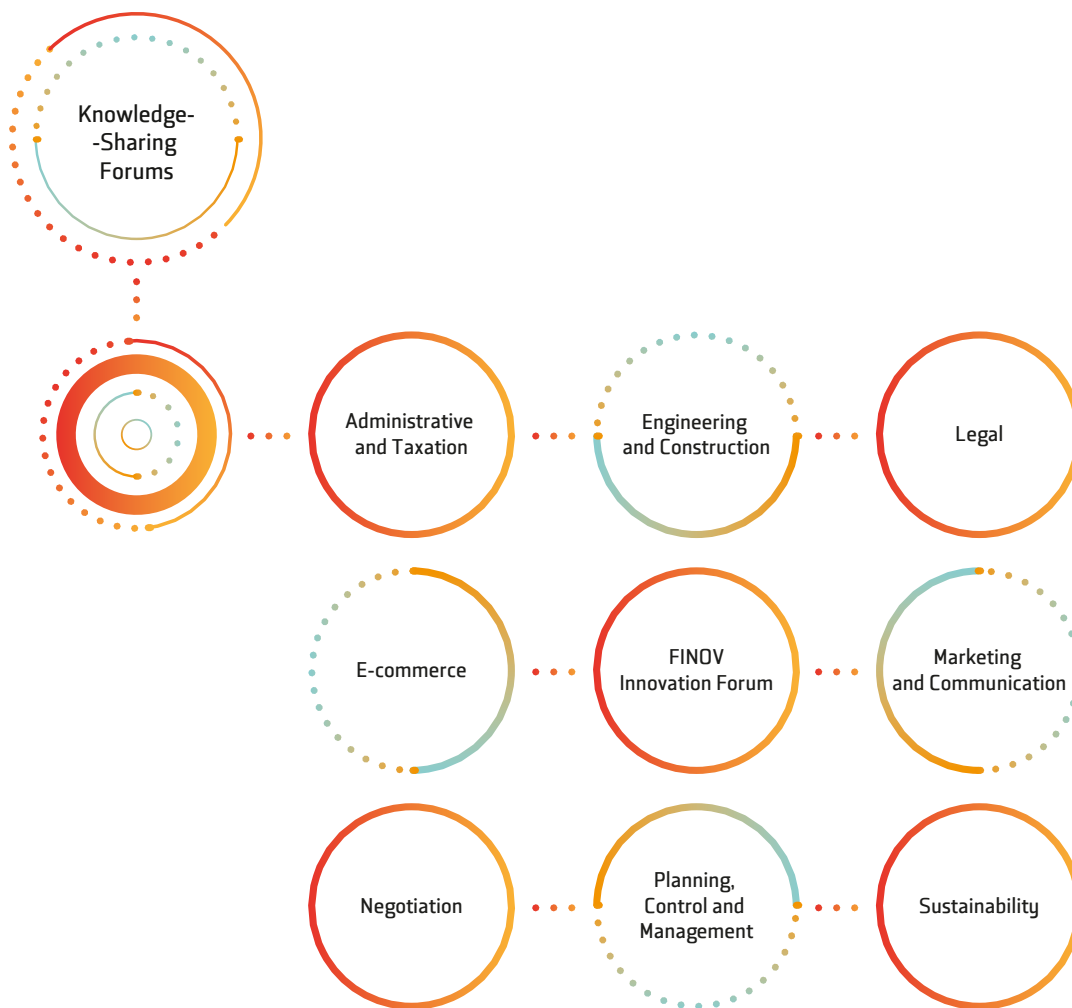 Knowledge-
-Sharing
Forums
Administrative
and Taxation
Engineering
and Construction
Legal
E-commerce
FINOV
Innovation Forum
Marketing
and Communication
Negotiation
Planning,
Control and
Management
Sustainability